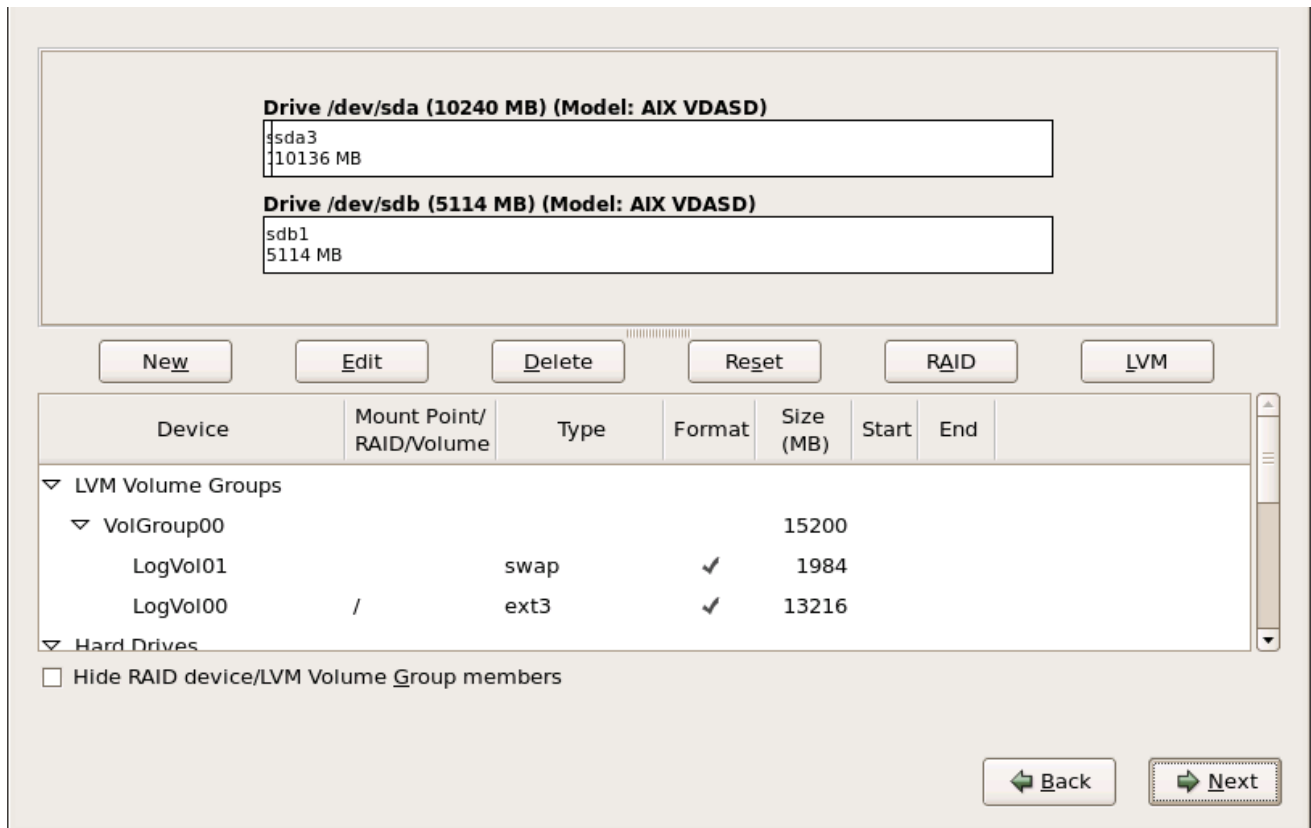 Drive /dev/sda (10240 MB) (Model: AIX VDASD)
sda3
10136 MB
Drive /dev/sdb (5114 MB) (Model: AIX VDASD)
sdb1
5114 MB
New Edit Delete Reset RAID LVM
Device Mount Point/ RAID/Volume Type Format Size (MB) Start End
LVM Volume Groups
VolGroup00 15200
LogVol01 swap 1984
LogVol00 / ext3 13216
Hard Drives
Hide RAID device/LVM Volume Group members
Back Next